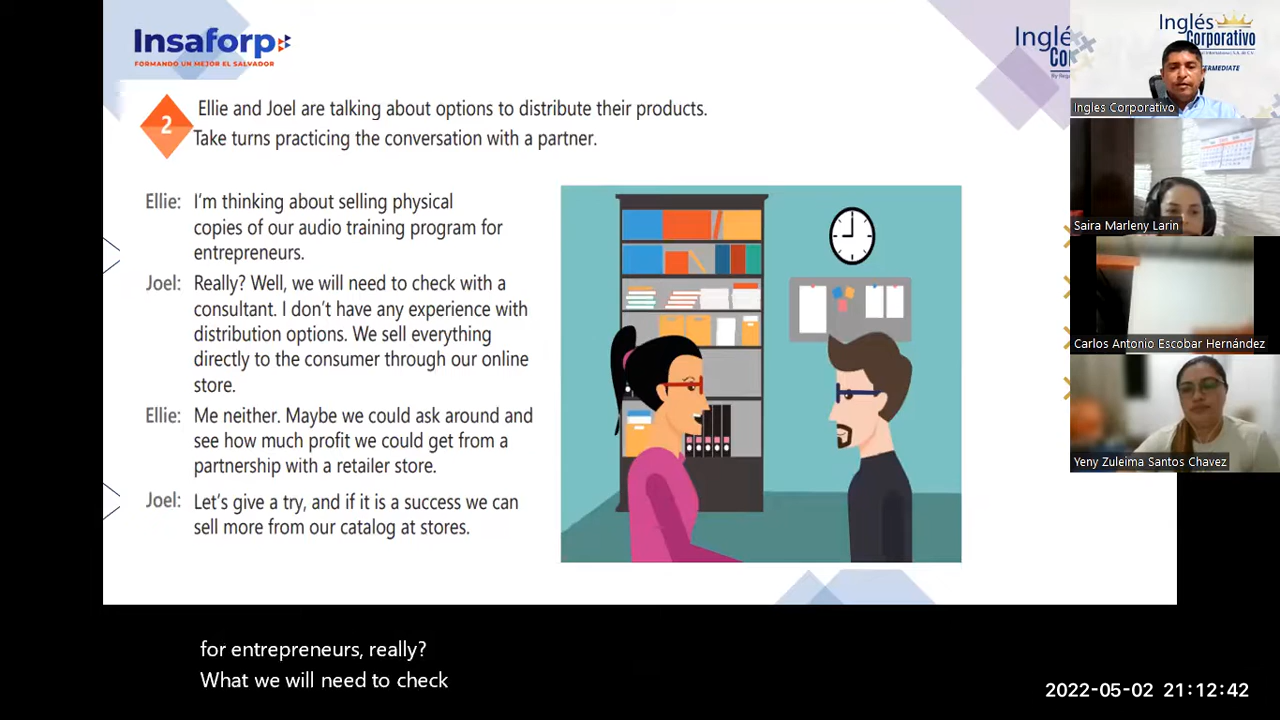 Insaforp
FORMANDO UN MEJOR EL SALVADOR
Inglé
Co
By Reg
Inglés
Corporativo
TERMEDIATE
Ingles Corporativo
2
Ellie and Joel are talking about options to distribute their products.
Take turns practicing the conversation with a partner.
Ellie: I'm thinking about selling physical
copies of our audio training program for
entrepreneurs.
Joel: Really? Well, we will need to check with a
consultant. I don't have any experience with
distribution options. We sell everything
directly to the consumer through our online
store.
Ellie: Me neither. Maybe we could ask around and
see how much profit we could get from a
partnership with a retailer store.
Joel: Let's give a try, and if it is a success we can
sell more from our catalog at stores.
Saira Marleny Larin
Carlos Antonio Escobar Hernández
Yeny Zuleima Santos Chavez
for entrepreneurs, really?
What we will need to check
2022-05-02 21:12:42